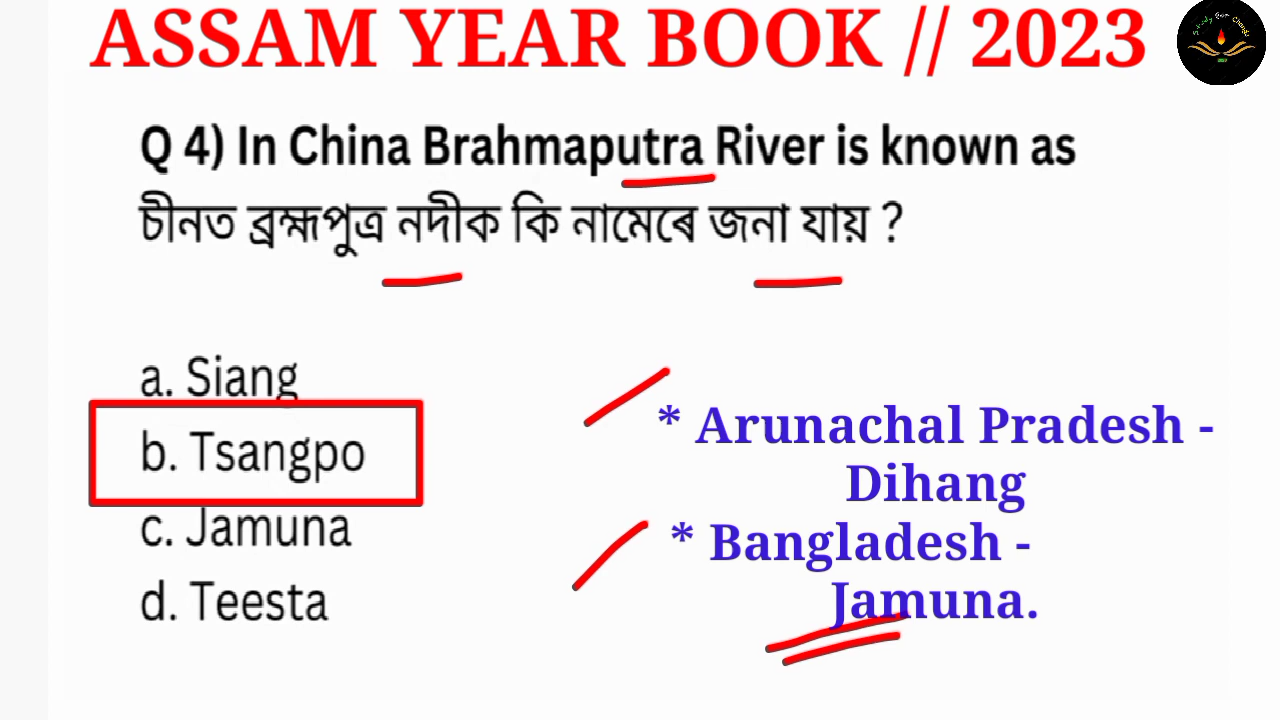 ASSAM YEAR BOOK // 2023
Q 4) In China Brahmaputra River is known as
চীনত ব্ৰহ্মপুত্ৰ নদীক কি নামেৰে জনা যায় ?
a. Siang
b. Tsangpo
c. Jamuna
d. Teesta
* Arunachal Pradesh -
Dihang
* Bangladesh -
Jamuna.